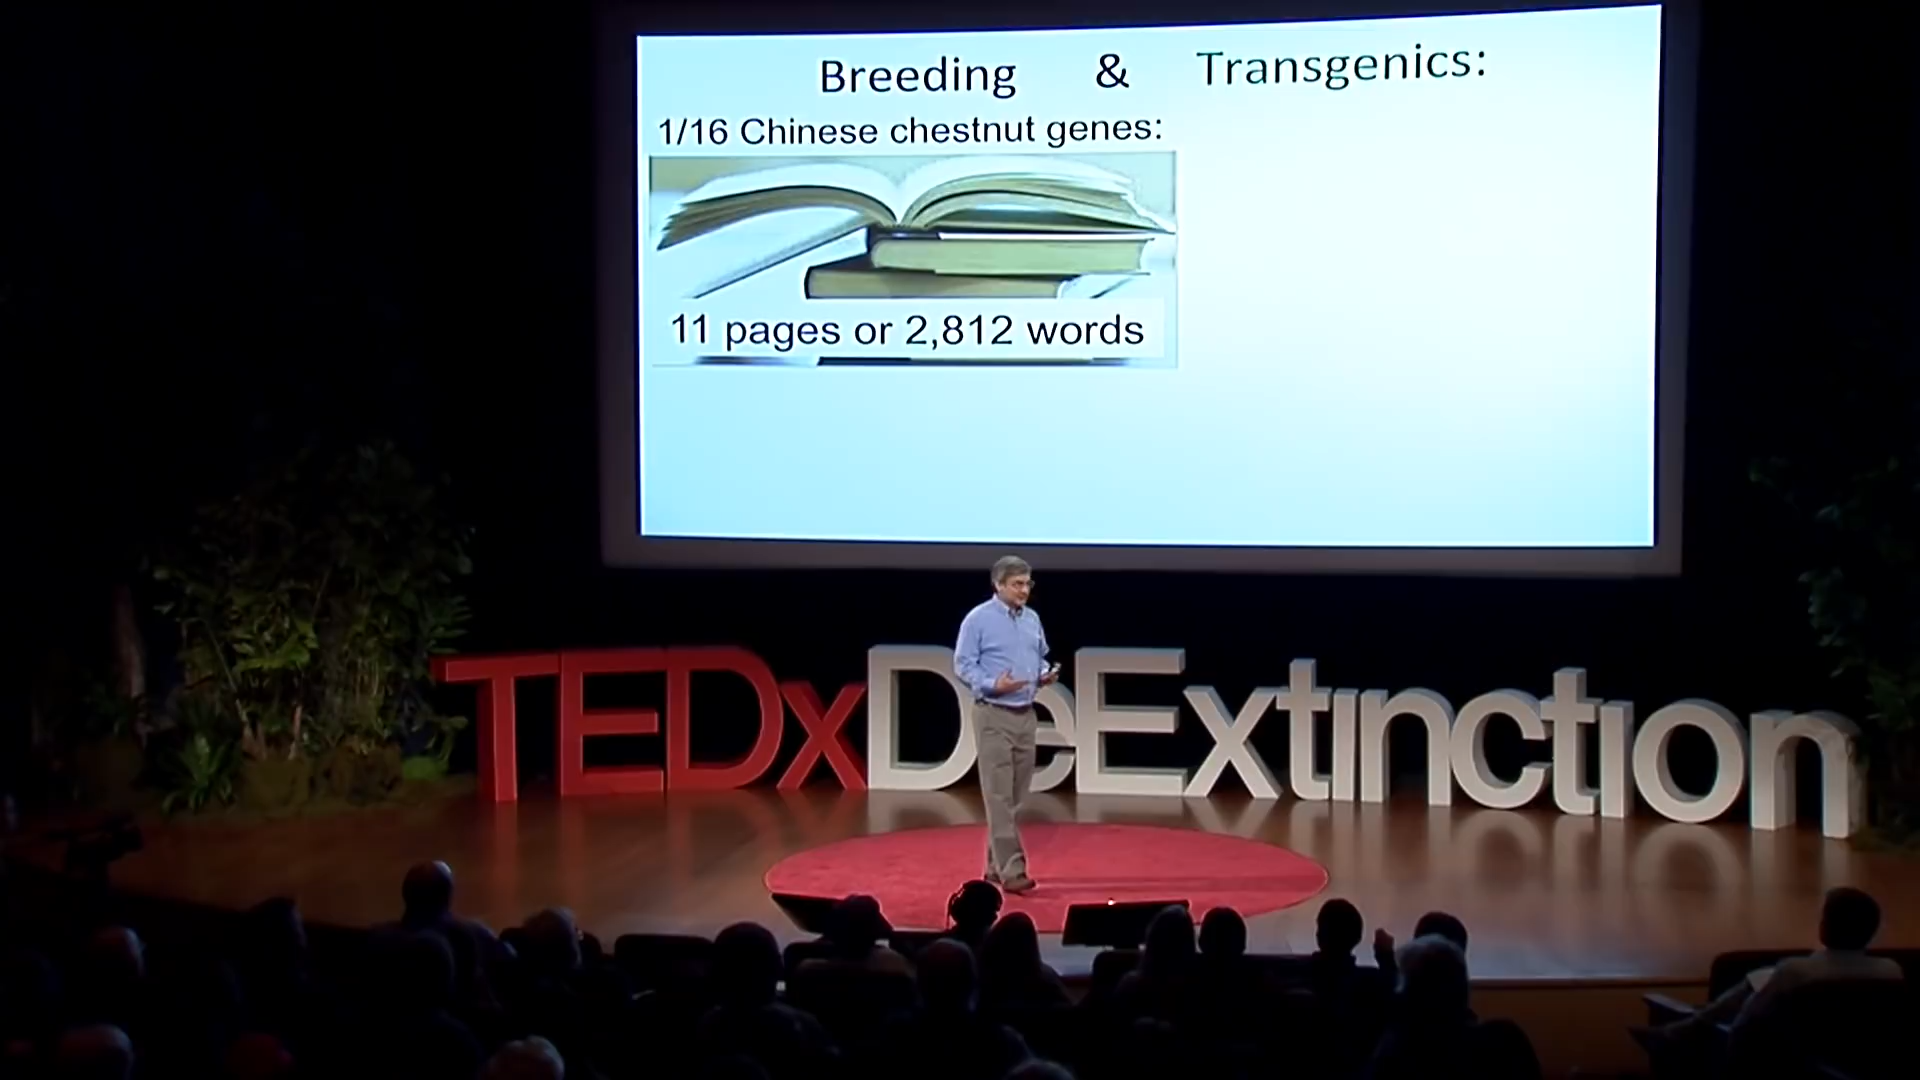 Breeding & Transgenics:
1/16 Chinese chestnut genes:
11 pages or 2,812 words
TEDxDeExtinction